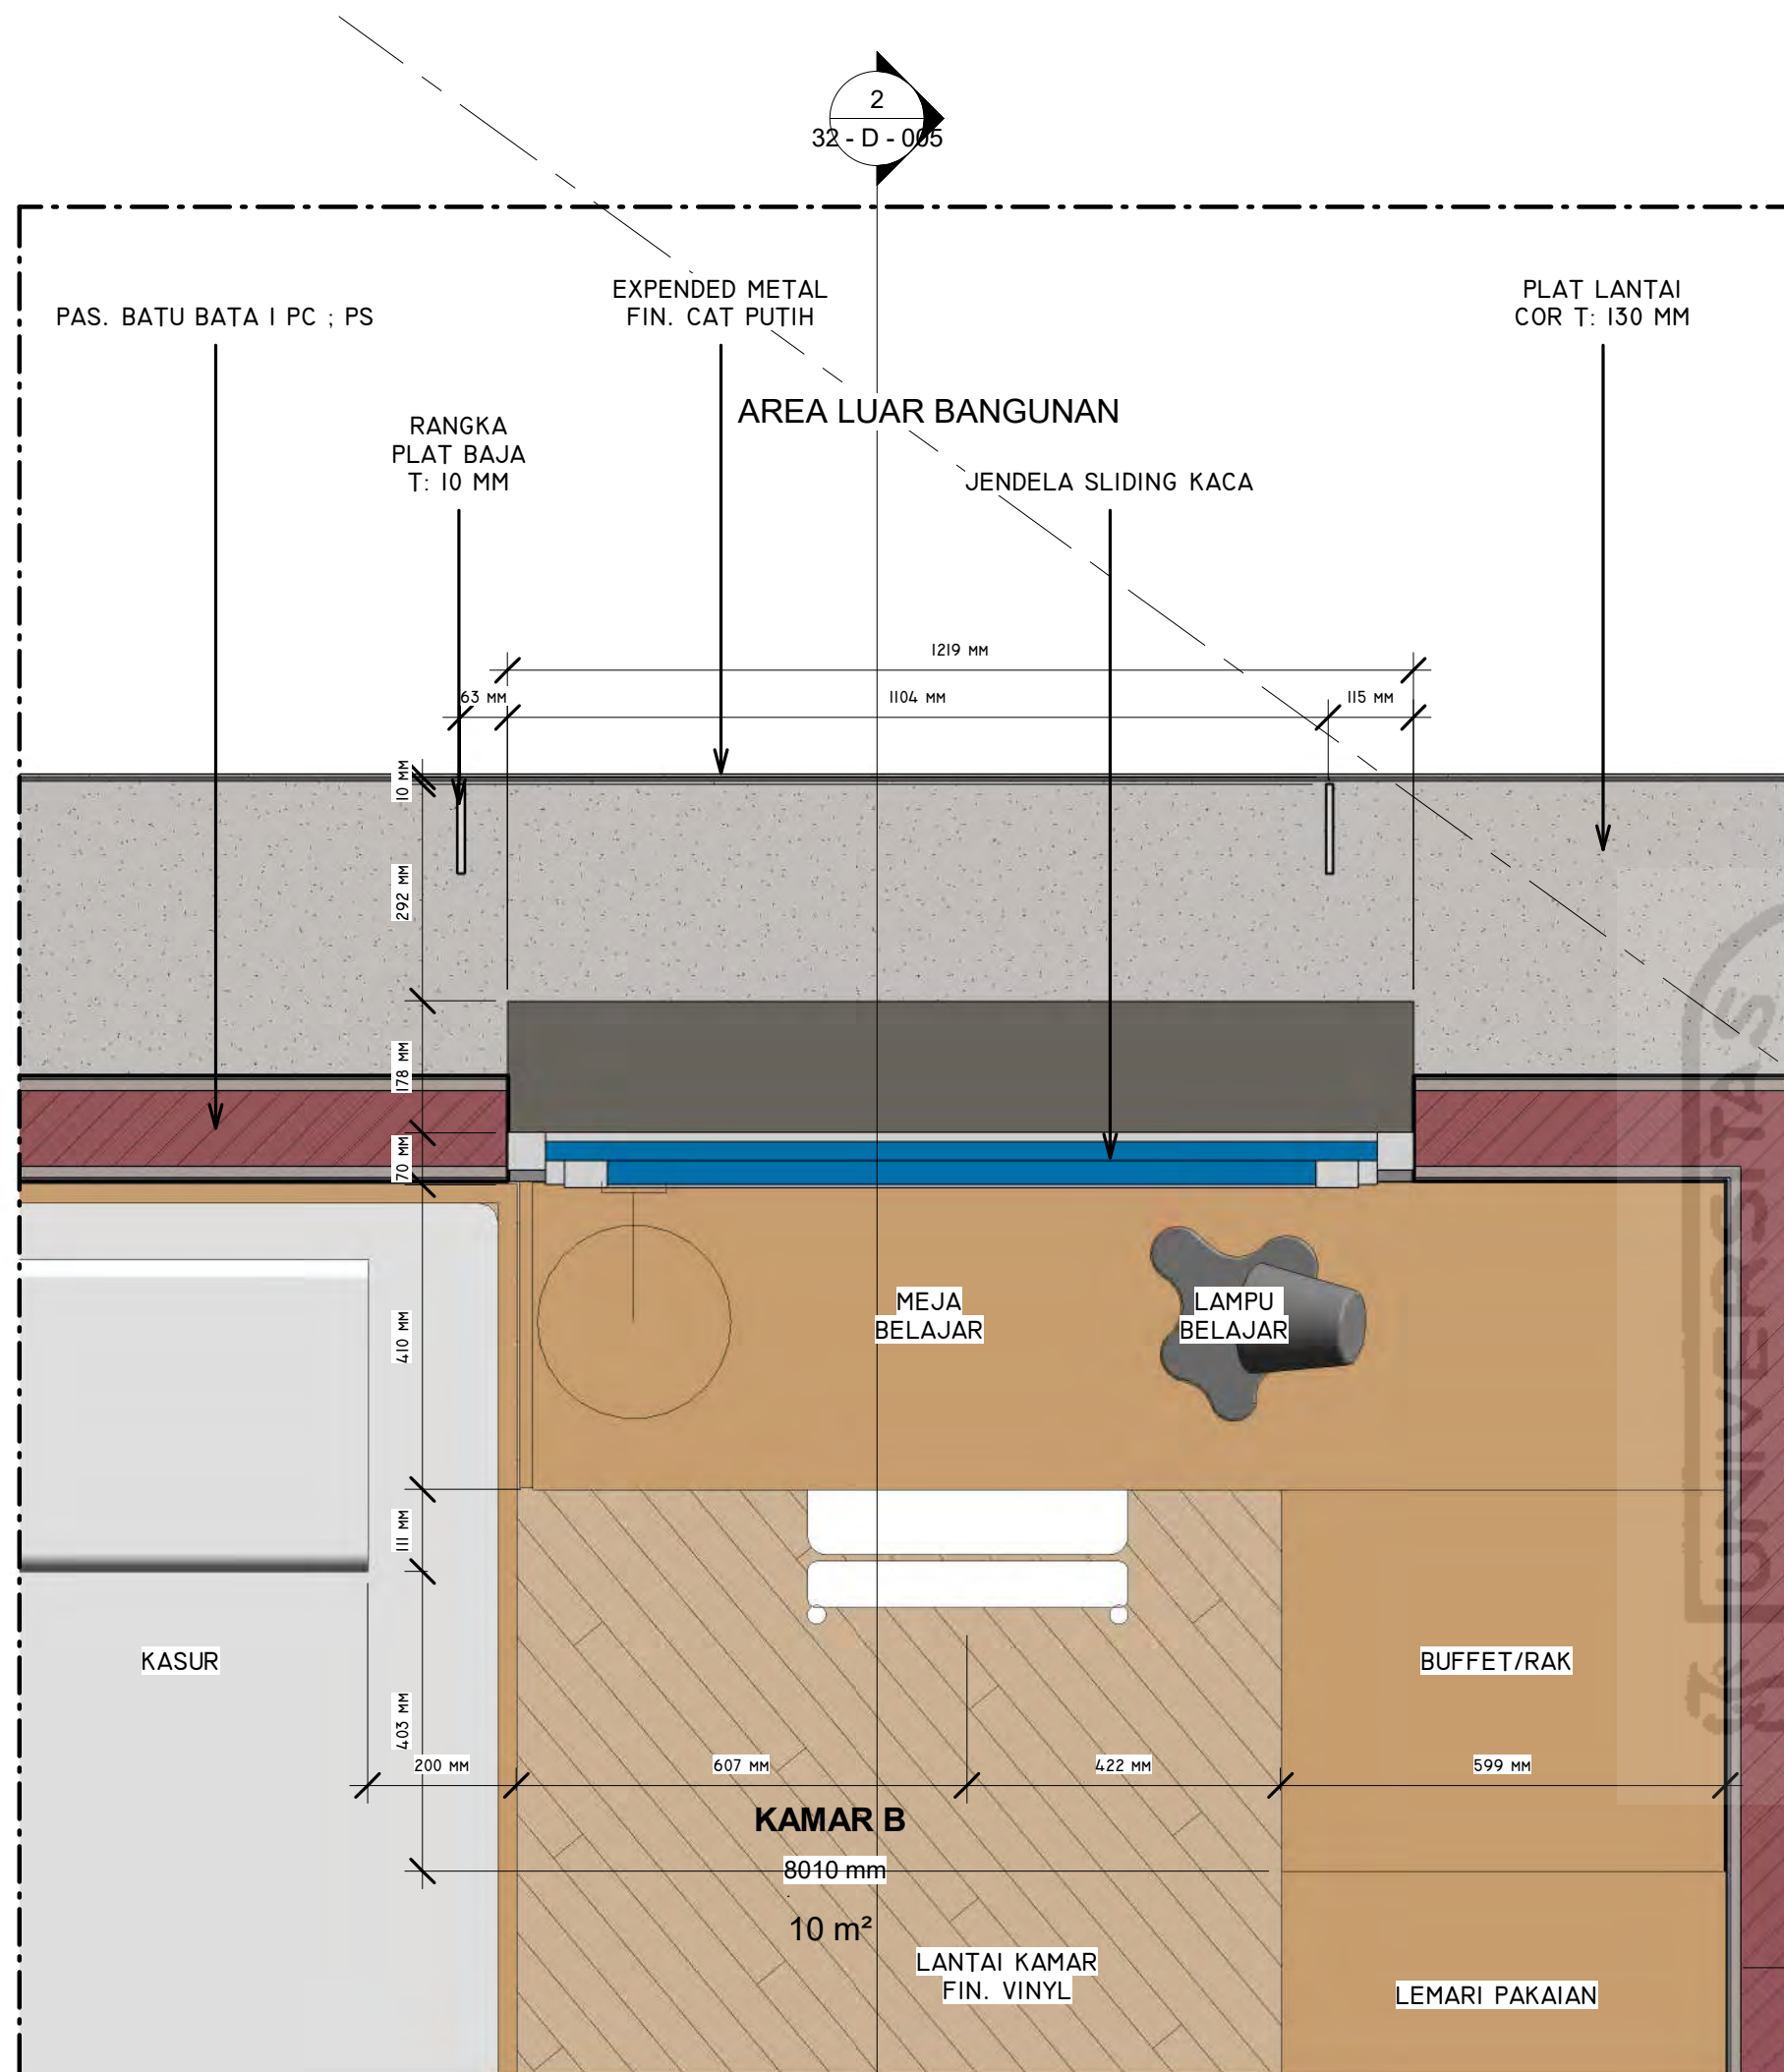 2
32 - D - 005
PAS. BATU BATA 1 PC ; PS
EXPENDED METAL
FIN. CAT PUTIH
PLAT LANTAI
COR T: 130 MM
AREA LUAR BANGUNAN
RANGKA
PLAT BAJA
T: 10 MM
JENDELA SLIDING KACA
1219 MM
63 MM
1104 MM
115 MM
10 MM
292 MM
178 MM
70 MM
410 MM
111 MM
403 MM
MEJA
BELAJAR
LAMPU
BELAJAR
KASUR
BUFFET/RAK
200 MM
607 MM
422 MM
599 MM
KAMAR B
8010 mm
10 m²
LANTAI KAMAR
FIN. VINYL
LEMARI PAKAIAN
UNIVERSITAS